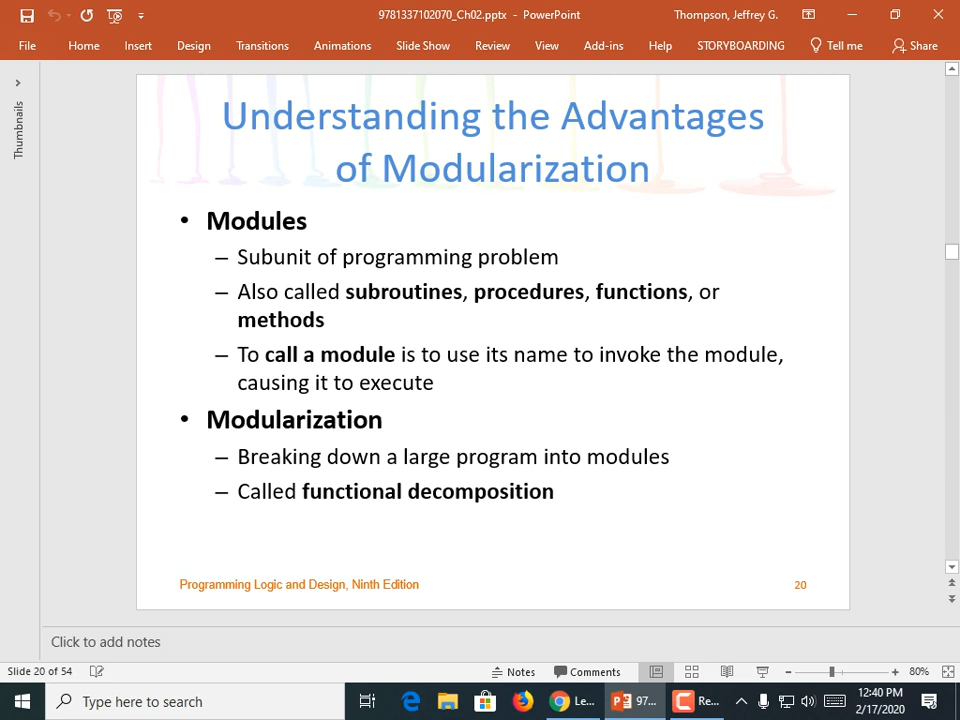 9781337102070_Ch02.pptx - PowerPoint
Thompson, Jeffrey G.
File Home Insert Design Transitions Animations Slide Show Review View Add-ins Help STORYBOARDING Tell me Share
Thumbnails
Understanding the Advantages
of Modularization
• Modules
– Subunit of programming problem
– Also called subroutines, procedures, functions, or
methods
– To call a module is to use its name to invoke the module,
causing it to execute
• Modularization
– Breaking down a large program into modules
– Called functional decomposition
Programming Logic and Design, Ninth Edition
20
Click to add notes
Slide 20 of 54
Notes Comments 80%
Type here to search
Le... 97... Re...
12:40 PM
2/17/2020